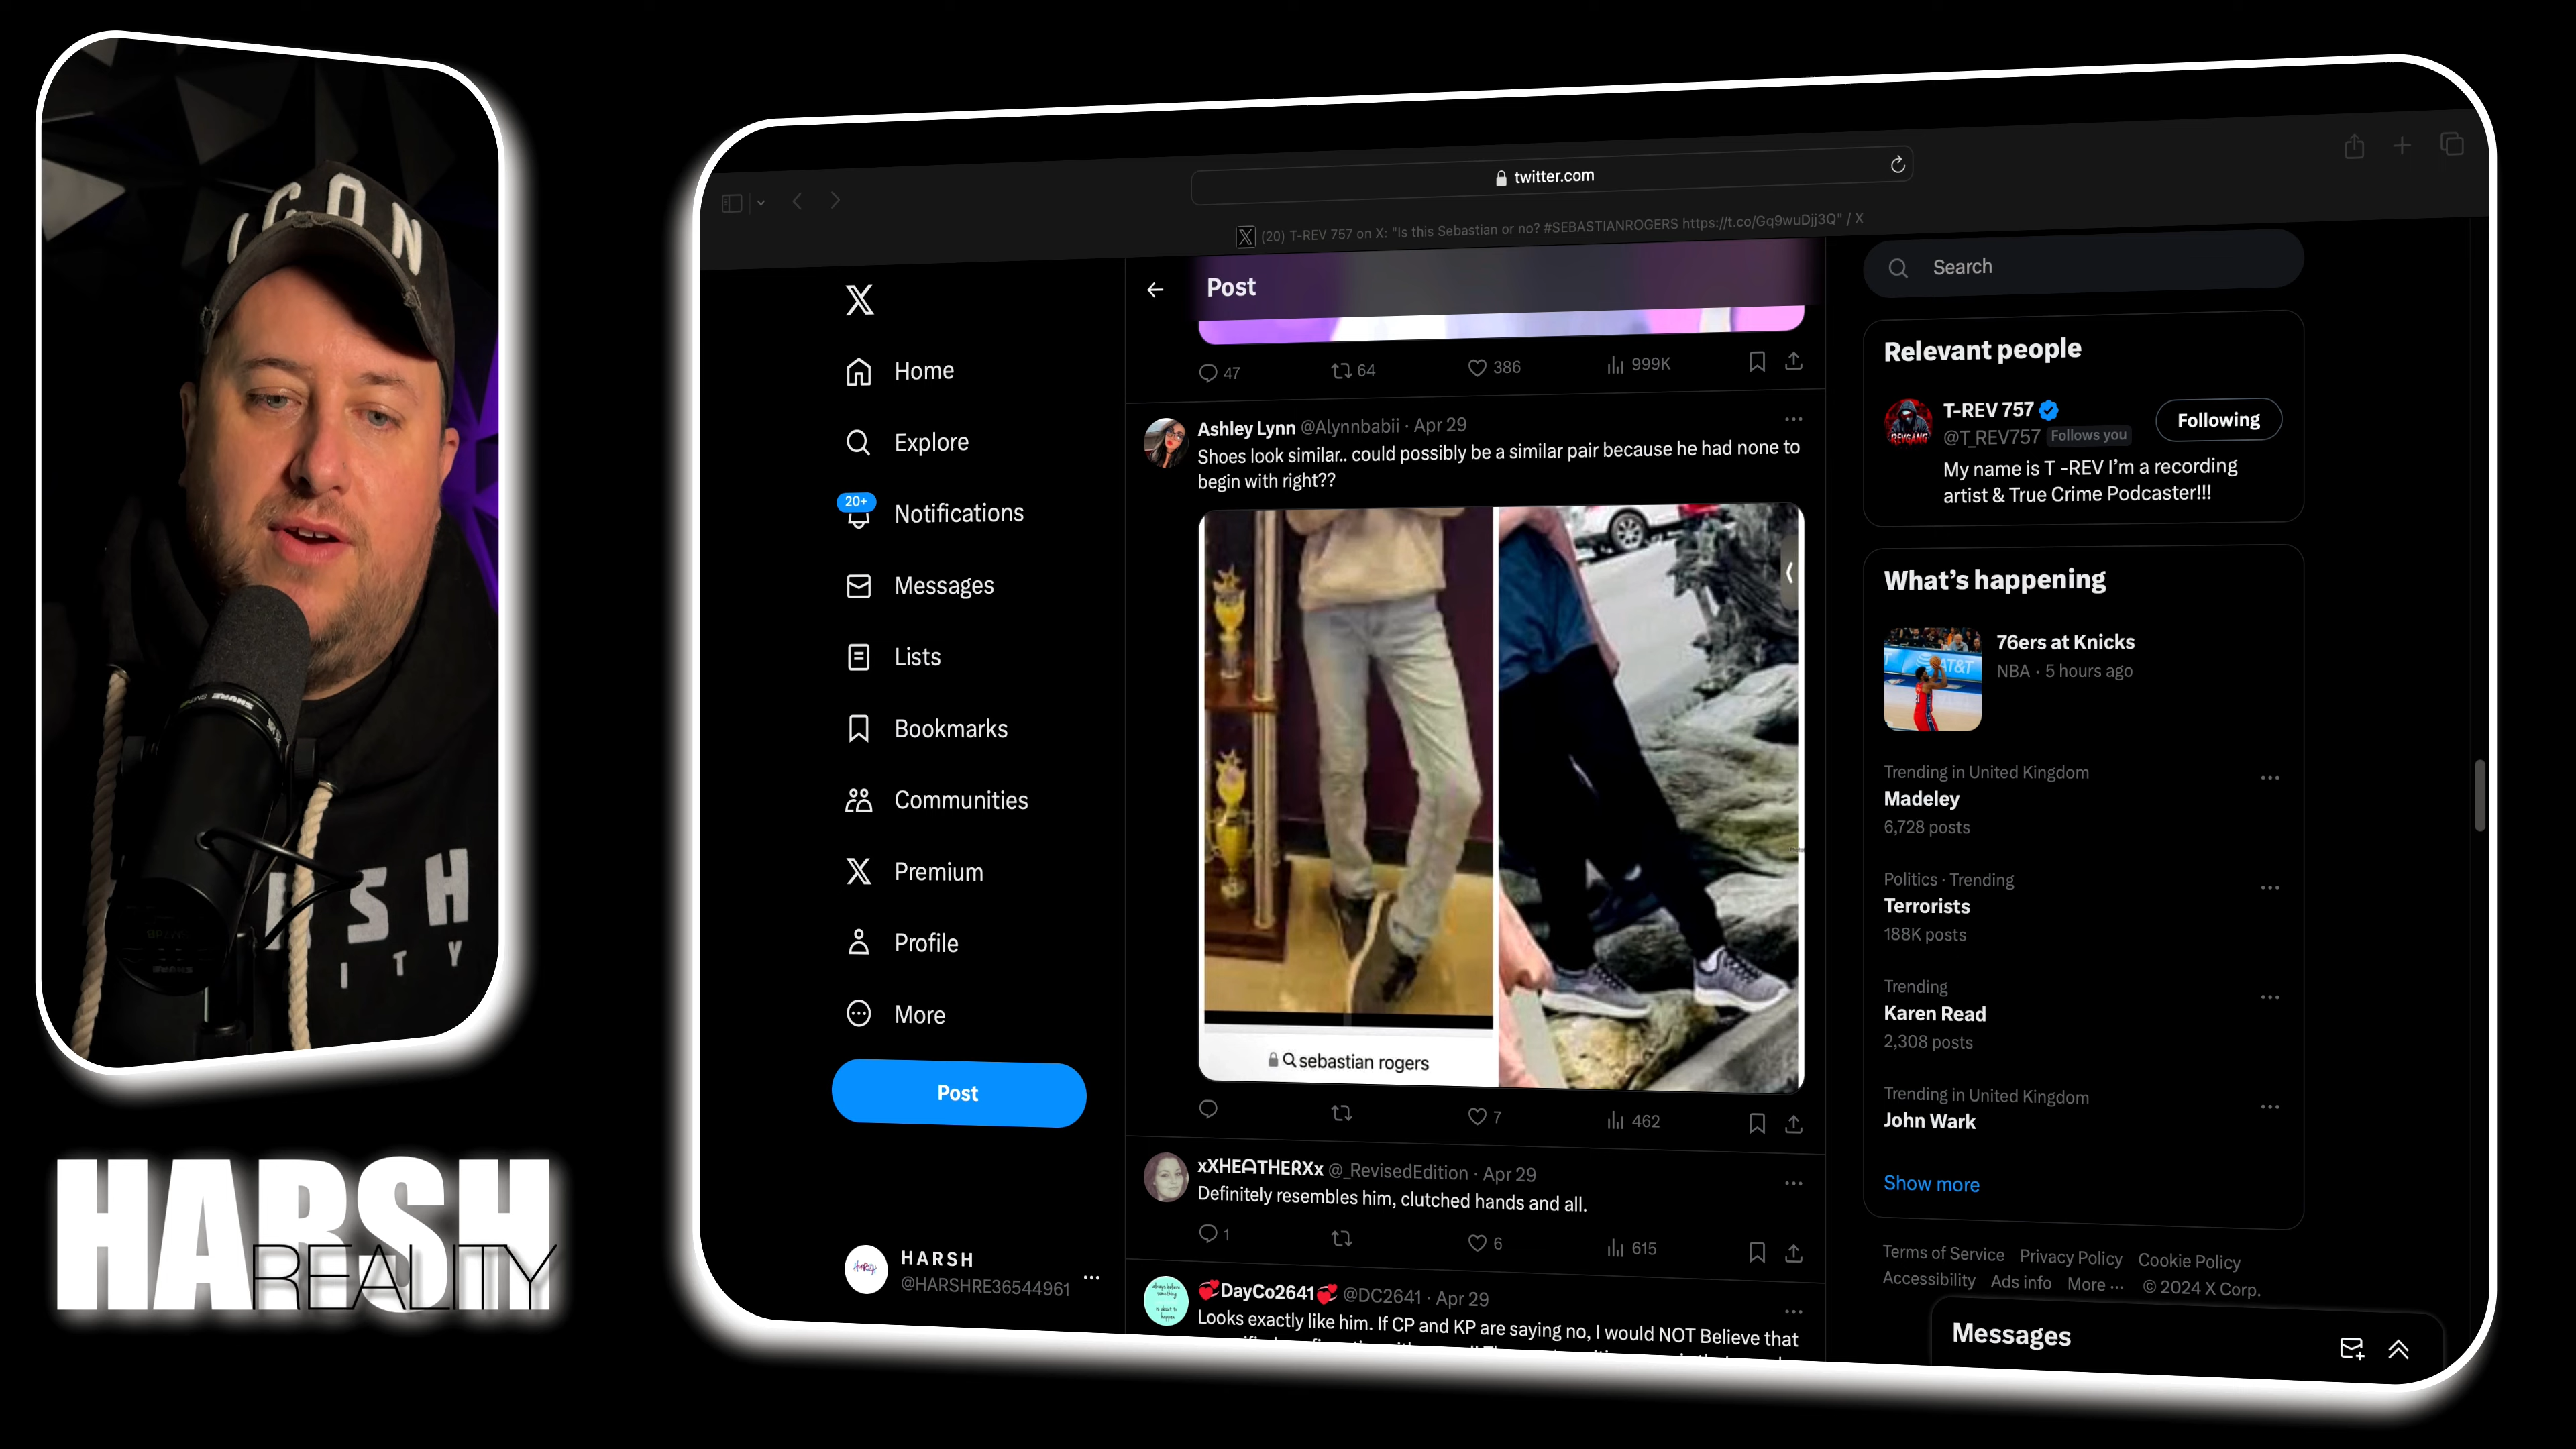 ICON
RSH
ITY
HARSH
REALITY
twitter.com
(20) T-REV 757 on X: "Is this Sebastian or no? #SEBASTIANROGERS https://t.co/Gq9wuDjj3Q" / X
Home
Explore
20+
Notifications
Messages
Lists
Bookmarks
Communities
Premium
Profile
More
Post
HARSH
@HARSHRE36544961
Post
47 64 386 999K
Ashley Lynn @Alynnbabii · Apr 29
Shoes look similar.. could possibly be a similar pair because he had none to
begin with right??
sebastian rogers
7 462
xXHEATHERXx @_RevisedEdition · Apr 29
Definitely resembles him, clutched hands and all.
1 6 615
DayCo2641 @DC2641 · Apr 29
Looks exactly like him. If CP and KP are saying no, I would NOT Believe that
Search
Relevant people
T-REV 757
@T_REV757 Follows you
Following
My name is T -REV I'm a recording
artist & True Crime Podcaster!!!
What's happening
AT&T
76ers at Knicks
NBA · 5 hours ago
Trending in United Kingdom
Madeley
6,728 posts
Politics · Trending
Terrorists
188K posts
Trending
Karen Read
2,308 posts
Trending in United Kingdom
John Wark
Show more
Terms of Service Privacy Policy Cookie Policy
Accessibility Ads info More ··· © 2024 X Corp.
Messages